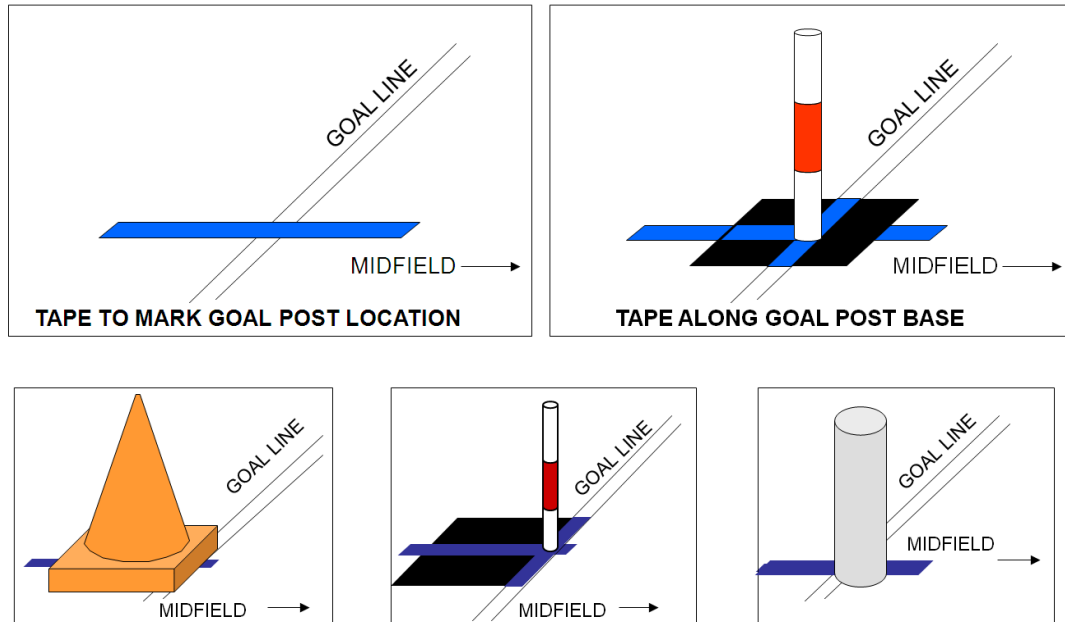 GOAL LINE
MIDFIELD
TAPE TO MARK GOAL POST LOCATION
GOAL LINE
MIDFIELD
TAPE ALONG GOAL POST BASE
GOAL LINE
MIDFIELD
GOAL LINE
MIDFIELD
GOAL LINE
MIDFIELD